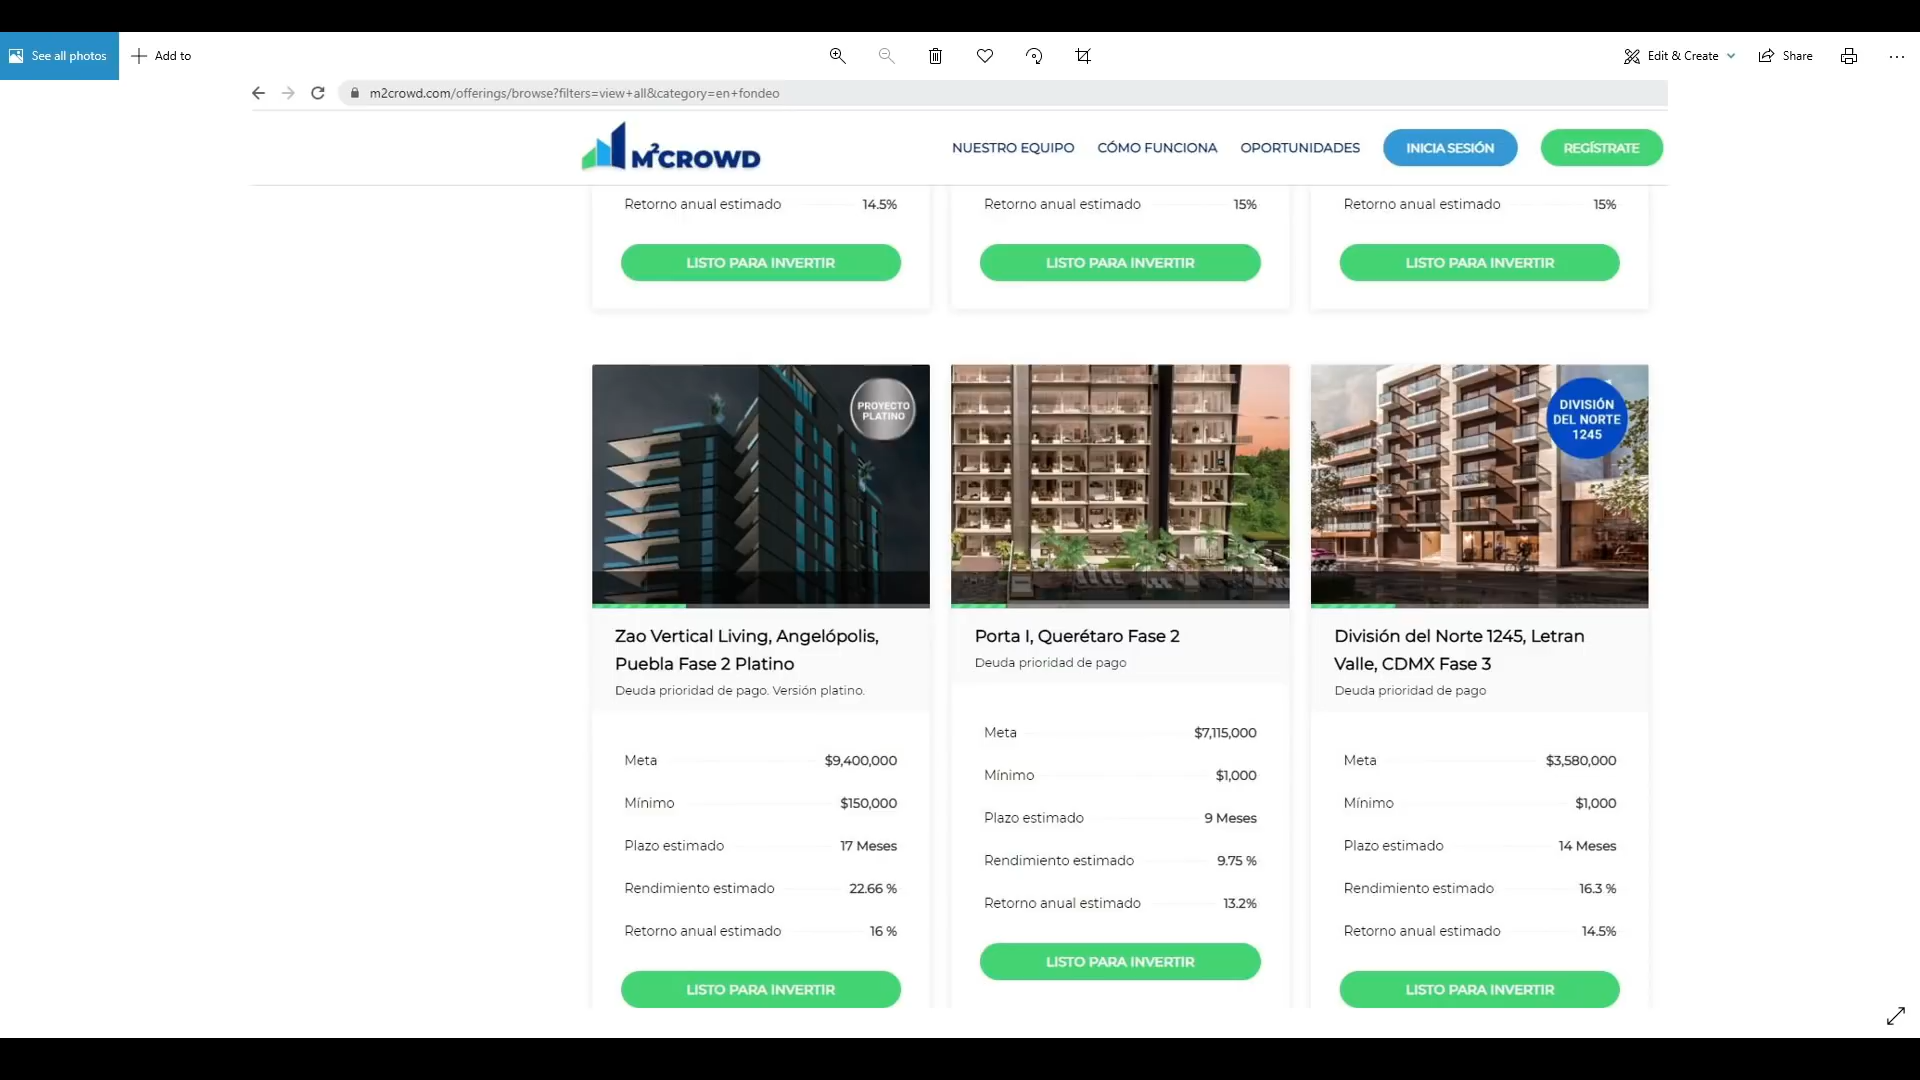 See all photos
Add to
Edit & Create
Share
m2crowd.com/offerings/browse?filters=view+all&category=en+fondeo
M²CROWD
NUESTRO EQUIPO
CÓMO FUNCIONA
OPORTUNIDADES
INICIA SESIÓN
REGÍSTRATE
Retorno anual estimado 14.5%
LISTO PARA INVERTIR
Retorno anual estimado 15%
LISTO PARA INVERTIR
Retorno anual estimado 15%
LISTO PARA INVERTIR
PROYECTO
PLATINO
Zao Vertical Living, Angelópolis,
Puebla Fase 2 Platino
Deuda prioridad de pago. Versión platino.
Meta $9,400,000
Mínimo $150,000
Plazo estimado 17 Meses
Rendimiento estimado 22.66 %
Retorno anual estimado 16 %
LISTO PARA INVERTIR
Porta I, Querétaro Fase 2
Deuda prioridad de pago
Meta $7,115,000
Mínimo $1,000
Plazo estimado 9 Meses
Rendimiento estimado 9.75 %
Retorno anual estimado 13.2%
LISTO PARA INVERTIR
DIVISIÓN
DEL NORTE
1245
División del Norte 1245, Letran
Valle, CDMX Fase 3
Deuda prioridad de pago
Meta $3,580,000
Mínimo $1,000
Plazo estimado 14 Meses
Rendimiento estimado 16.3 %
Retorno anual estimado 14.5%
LISTO PARA INVERTIR